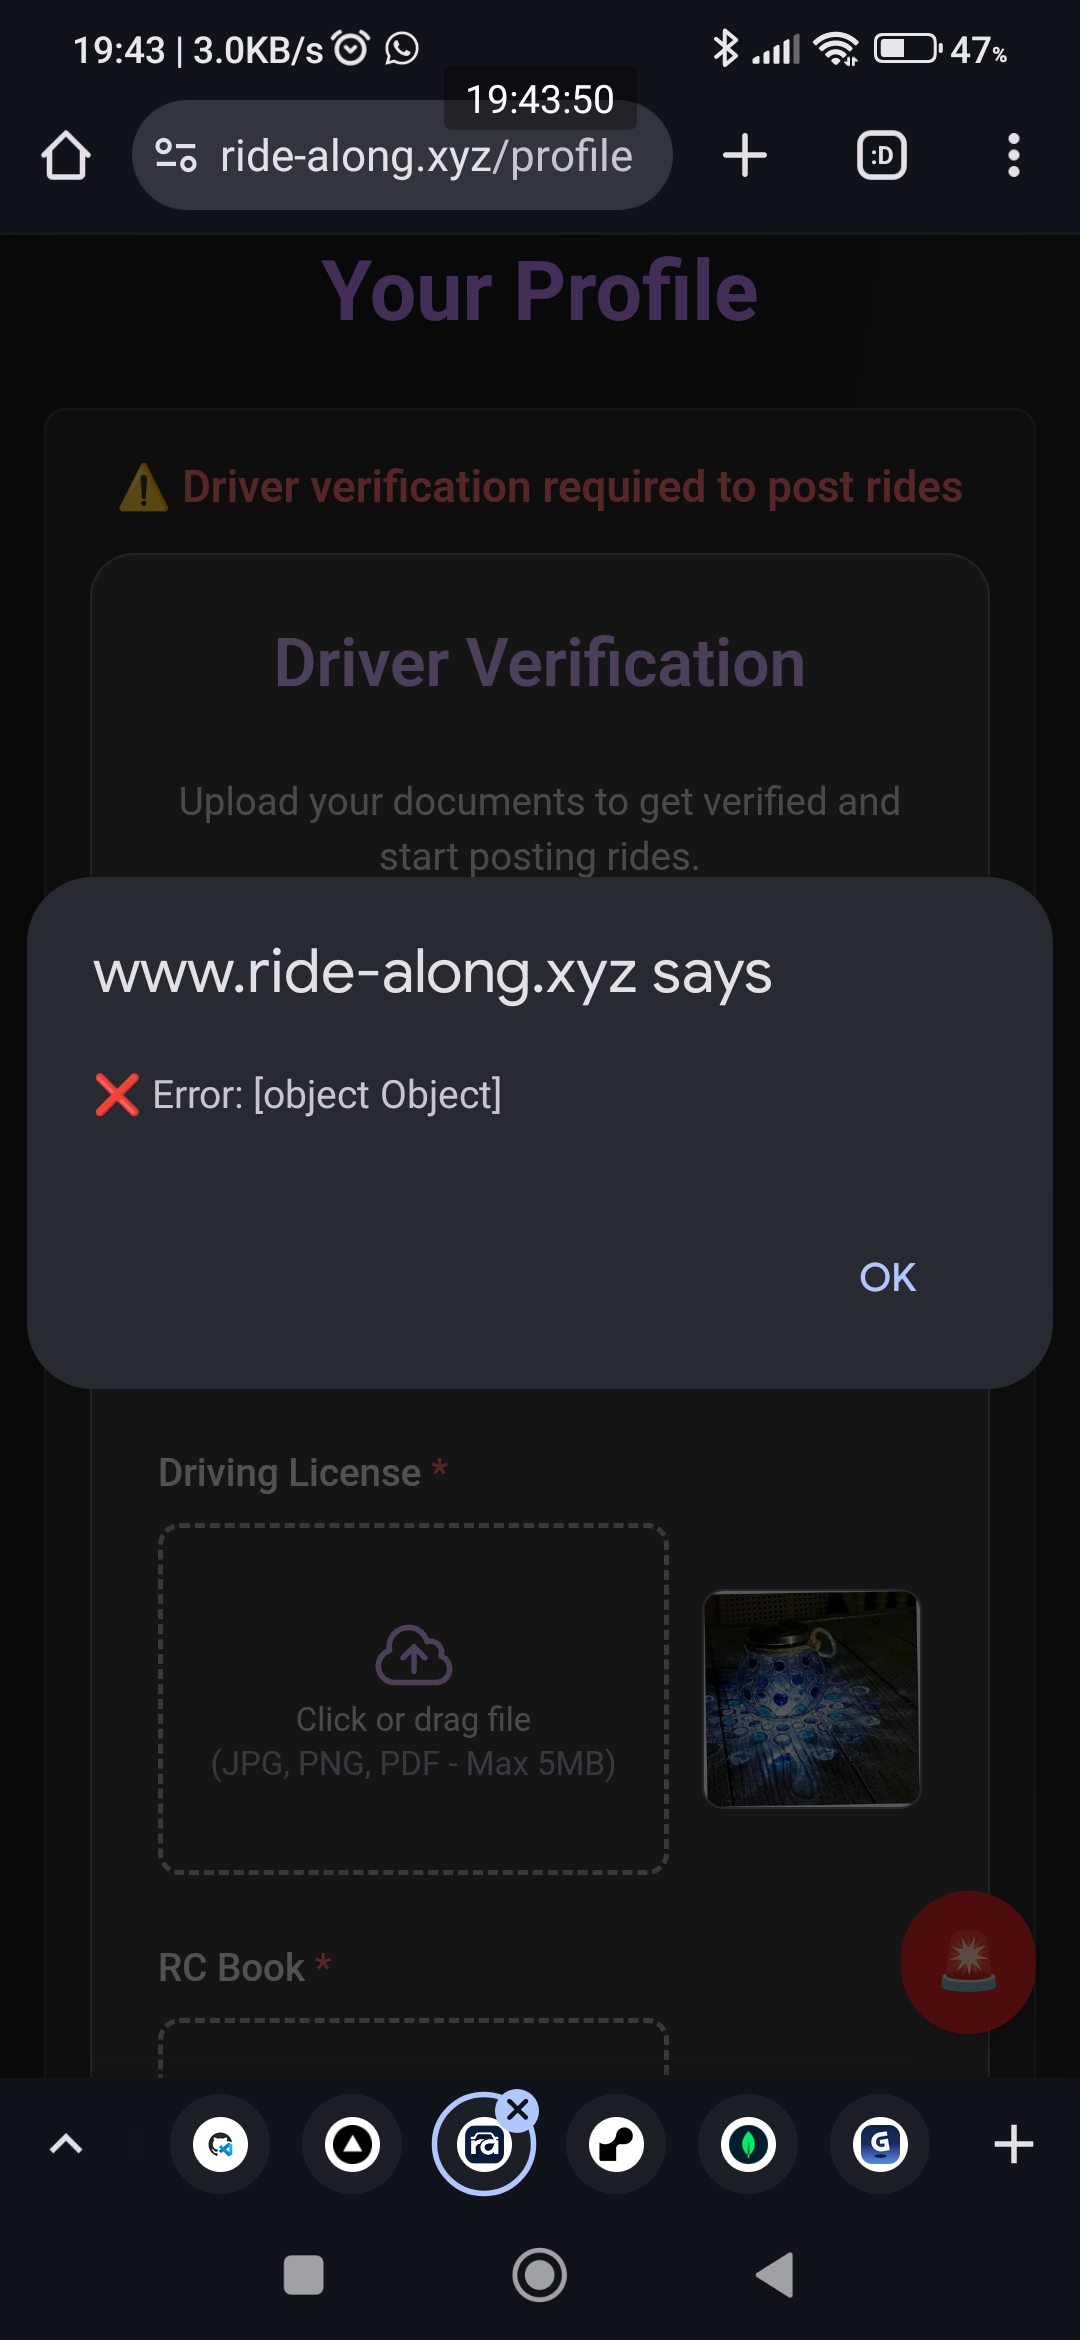 19:43 | 3.0KB/s
47%
19:43:50
ride-along.xyz/profile
:D
Your Profile
⚠️ Driver verification required to post rides
Driver Verification
Upload your documents to get verified and
start posting rides.
www.ride-along.xyz says
❌ Error: [object Object]
OK
Driving License *
Click or drag file
(JPG, PNG, PDF - Max 5MB)
RC Book *
ra
G